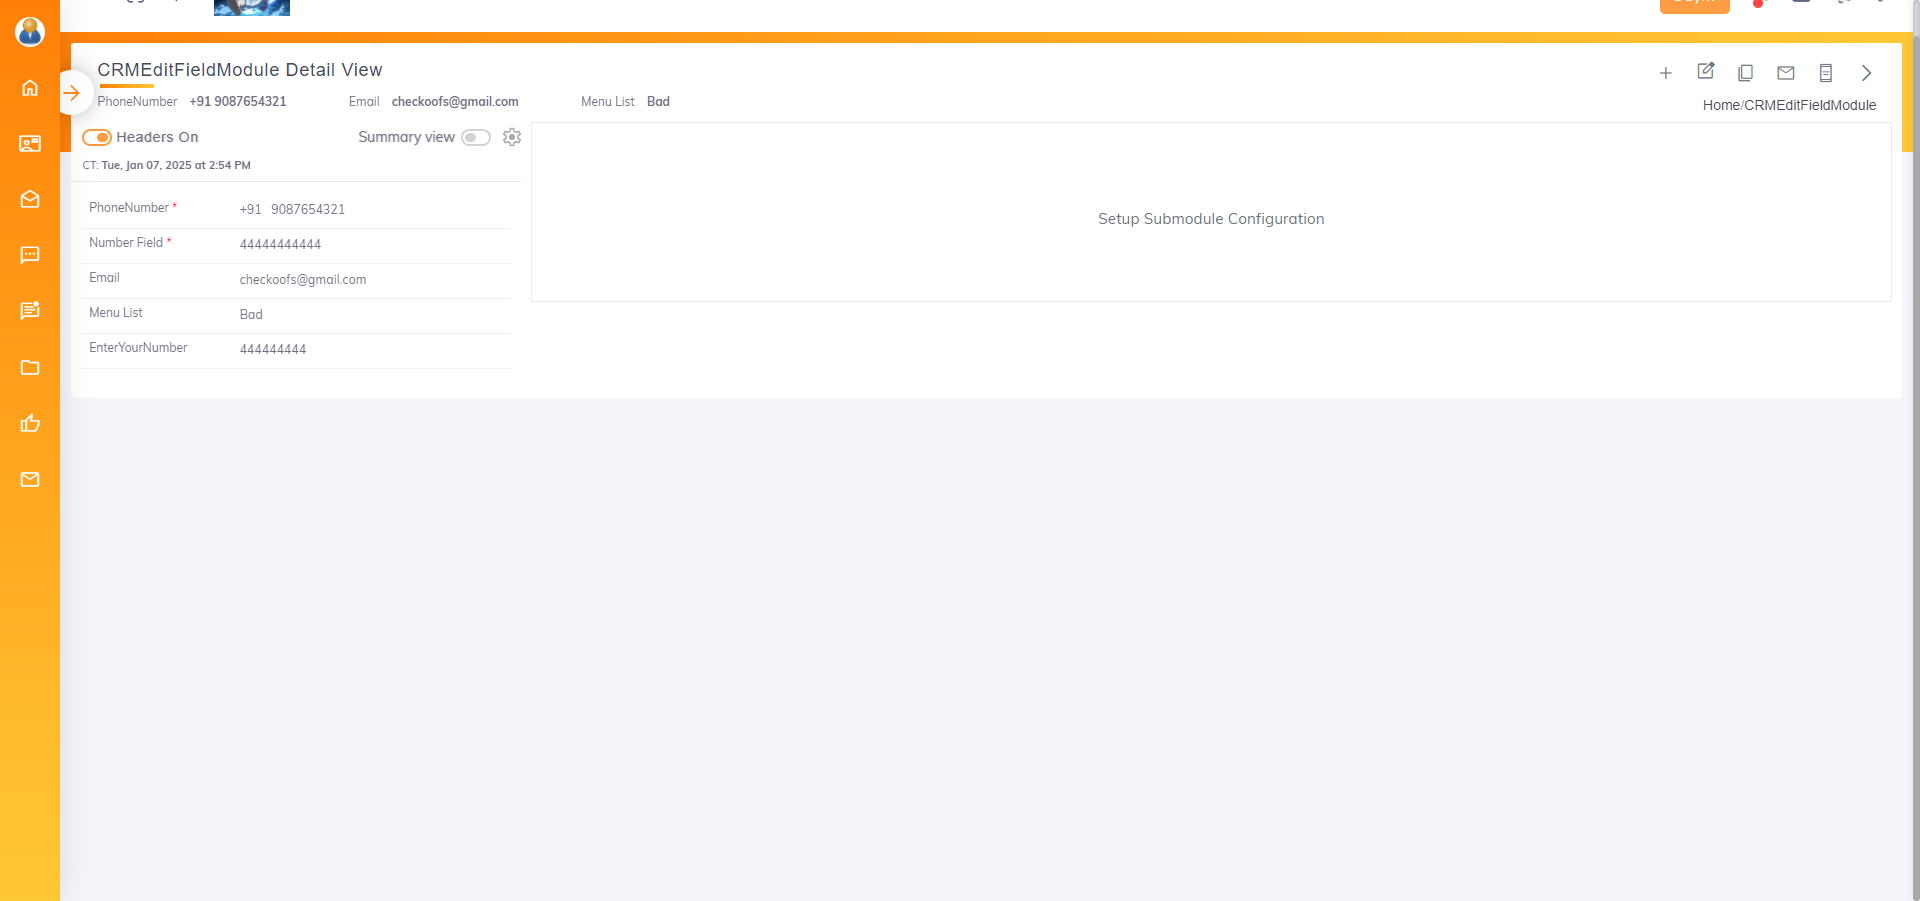 CRMEditFieldModule Detail View
PhoneNumber +91 9087654321 Email checkoofs@gmail.com Menu List Bad
Home/CRMEditFieldModule
Headers On Summary view
CT: Tue, Jan 07, 2025 at 2:54 PM
PhoneNumber * +91 9087654321
Number Field * 44444444444
Email checkoofs@gmail.com
Menu List Bad
EnterYourNumber 444444444
Setup Submodule Configuration